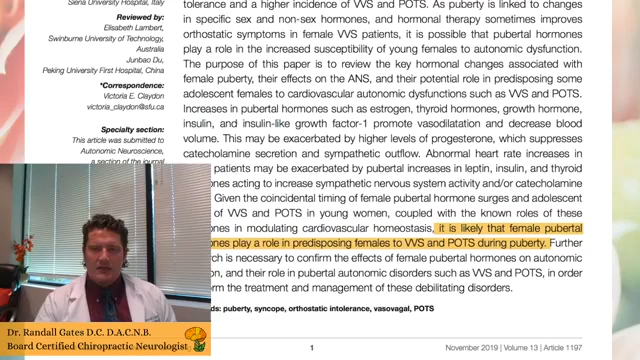 Siena University Hospital, Italy
Reviewed by:
Elisabeth Lambert,
Swinburne University of Technology,
Australia
Junbao Du,
Peking University First Hospital, China
*Correspondence:
Victoria E. Claydon
victoria_claydon@sfu.ca
Specialty section:
This article was submitted to
Autonomic Neuroscience,
a section of the journal
tolerance and a higher incidence of VVS and POTS. As puberty is linked to changes
in specific sex and non-sex hormones, and hormonal therapy sometimes improves
orthostatic symptoms in female VVS patients, it is possible that pubertal hormones
play a role in the increased susceptibility of young females to autonomic dysfunction.
The purpose of this paper is to review the key hormonal changes associated with
female puberty, their effects on the ANS, and their potential role in predisposing some
adolescent females to cardiovascular autonomic dysfunctions such as VVS and POTS.
Increases in pubertal hormones such as estrogen, thyroid hormones, growth hormone,
insulin, and insulin-like growth factor-1 promote vasodilatation and decrease blood
volume. This may be exacerbated by higher levels of progesterone, which suppresses
catecholamine secretion and sympathetic outflow. Abnormal heart rate increases in
patients may be exacerbated by pubertal increases in leptin, insulin, and thyroid
ones acting to increase sympathetic nervous system activity and/or catecholamine
Given the coincidental timing of female hormone surges and adolescent
of VVS and POTS in young women, coupled with the known roles of these
ones in modulating cardiovascular homeostasis, it is likely that female pubertal
ones play a role in predisposing females to VVS and POTS during puberty. Further
rch is necessary to confirm the effects of female pubertal hormones on autonomic
on, and their role in pubertal autonomic disorders such as VVS and POTS, in order
orm the treatment and management of these debilitating disorders.
ds: puberty, syncope, orthostatic intolerance, vasovagal, POTS
Dr. Randall Gates D.C. D.A.C.N.B.
Board Certified Chiropractic Neurologist
1
November 2019 | Volume 13 | Article 1197